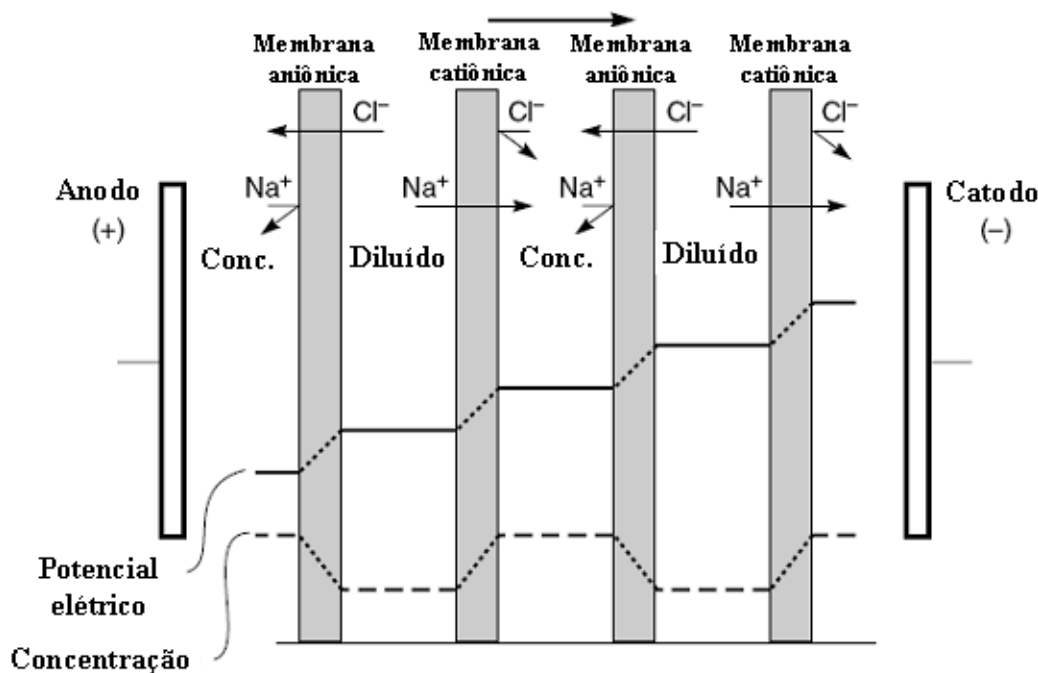 Membrana
aniônica
Membrana
catiônica
Membrana
aniônica
Membrana
catiônica
Cl⁻
Cl⁻
Cl⁻
Cl⁻
Anodo
(+)
Na⁺
Na⁺
Na⁺
Na⁺
Catodo
(–)
Conc.
Diluído
Conc.
Diluído
Potencial
elétrico
Concentração